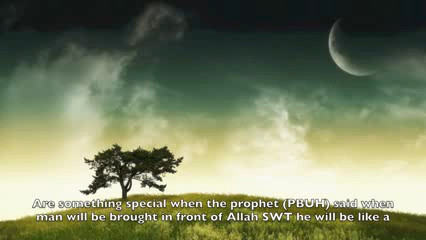 Are something special when the prophet (PBUH) said when
man will be brought in front of Allah SWT he will be like a